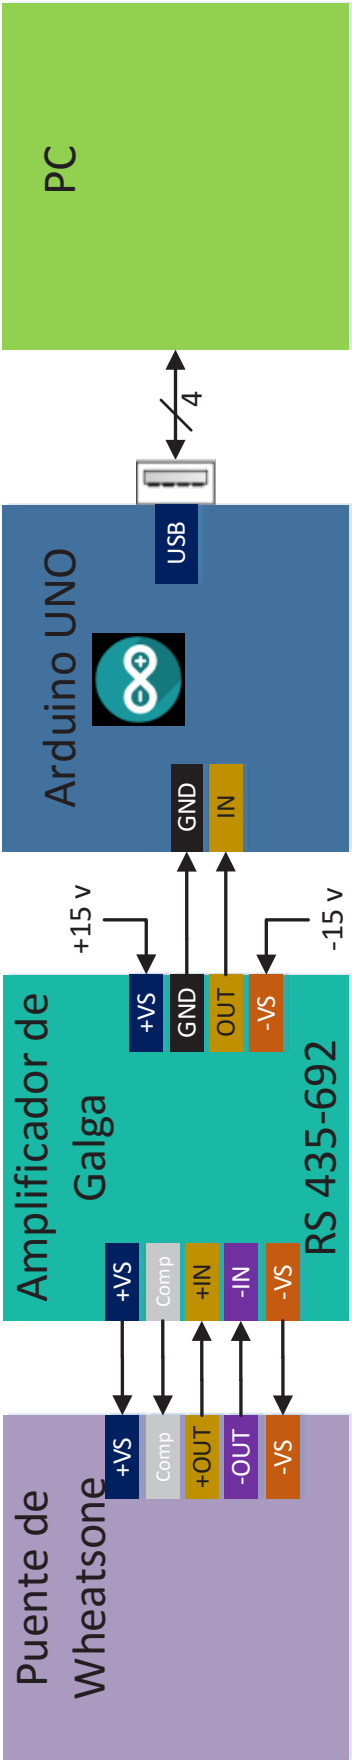 Puente de
Wheatsone
+VS
Comp
+OUT
-OUT
-VS
Amplificador de
Galga
+VS
Comp
+IN
-IN
-VS
+VS
GND
OUT
-VS
RS 435-692
+15 v
-15 v
Arduino UNO
GND
IN
USB
4
PC